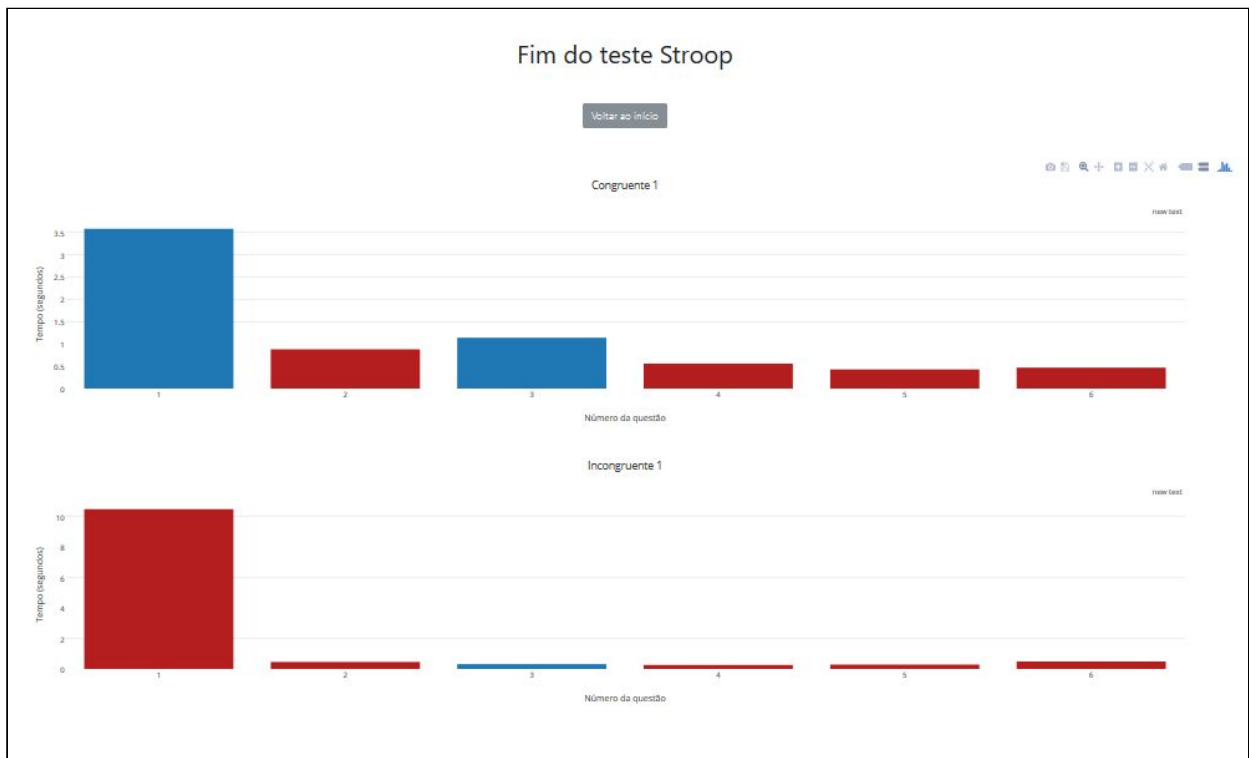 Fim do teste Stroop
Voltar ao início
Congruente 1
new text
3.5
3
2.5
2
1.5
1
0.5
0
Tempo (segundos)
1 2 3 4 5 6
Número da questão
Incongruente 1
new text
10
8
6
4
2
0
Tempo (segundos)
1 2 3 4 5 6
Número da questão